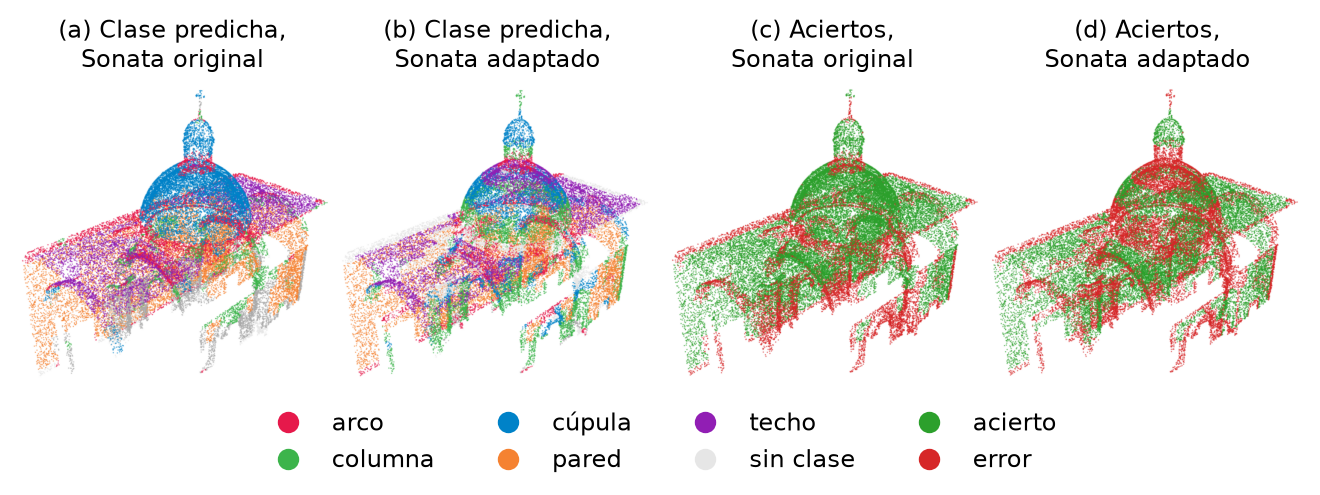 (a) Clase predicha,
Sonata original
(b) Clase predicha,
Sonata adaptado
(c) Aciertos,
Sonata original
(d) Aciertos,
Sonata adaptado
arco
cúpula
techo
acierto
columna
pared
sin clase
error